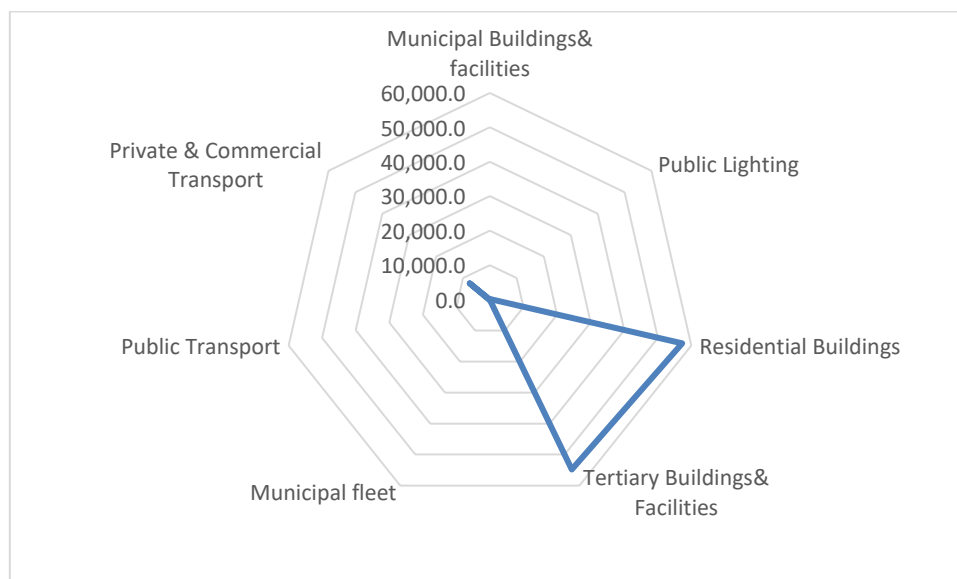 Municipal Buildings&
facilities
60,000.0
50,000.0
40,000.0
30,000.0
20,000.0
10,000.0
0.0
Public Lighting
Residential Buildings
Tertiary Buildings&
Facilities
Municipal fleet
Public Transport
Private & Commercial
Transport